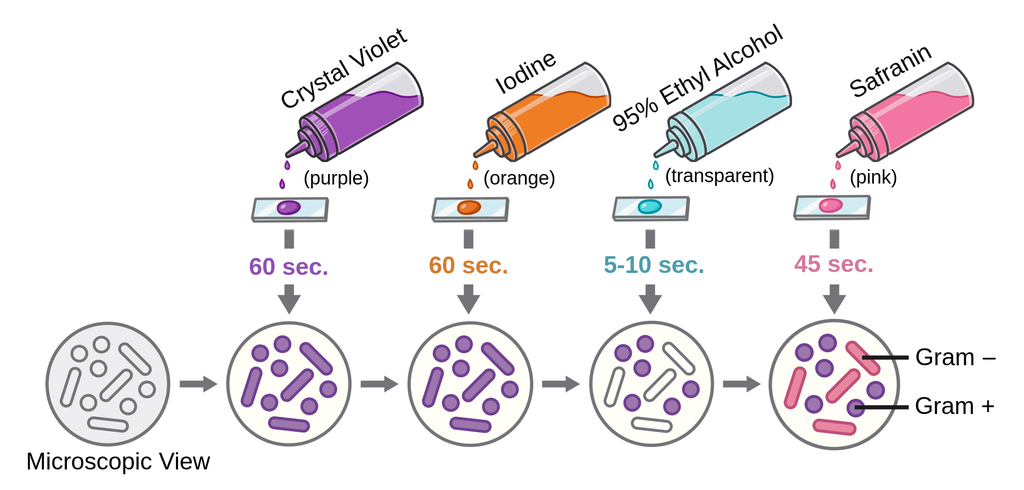 Crystal Violet
Iodine
95% Ethyl Alcohol
Safranin
(purple)
(orange)
(transparent)
(pink)
60 sec.
60 sec.
5-10 sec.
45 sec.
Gram –
Gram +
Microscopic View